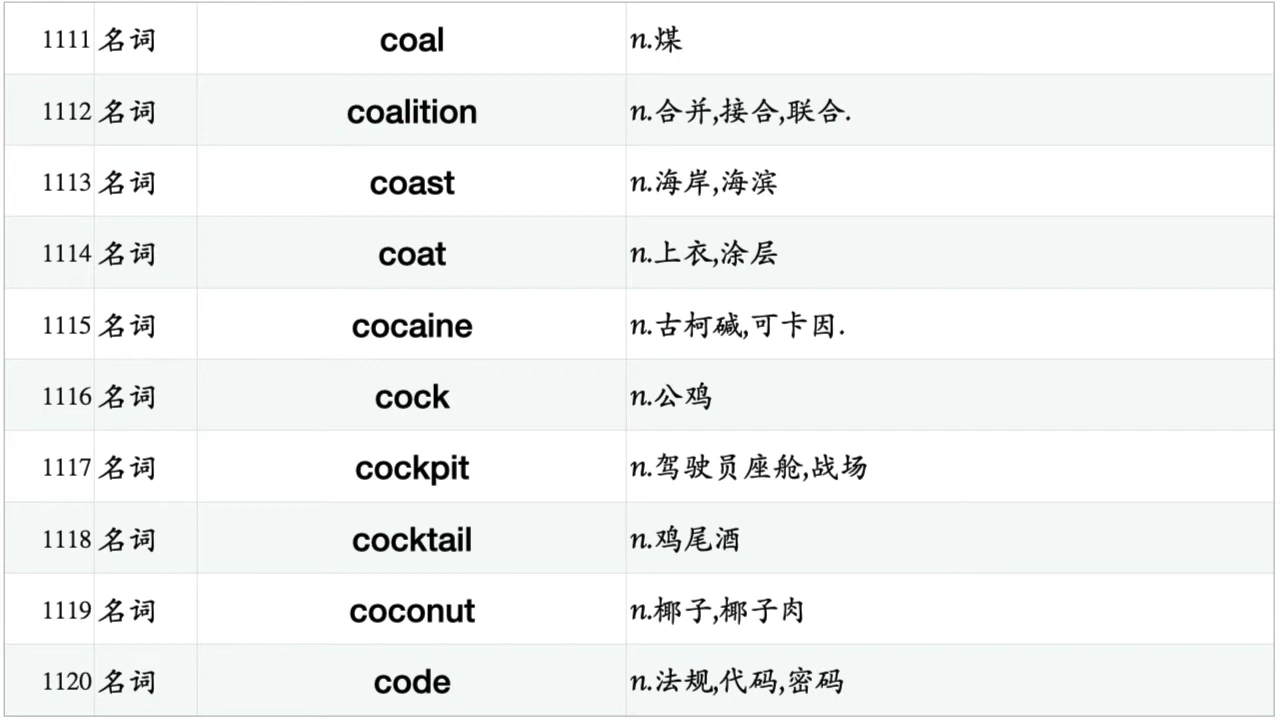 1111 名词 coal n.煤
1112 名词 coalition n.合并,接合,联合.
1113 名词 coast n.海岸,海滨
1114 名词 coat n.上衣,涂层
1115 名词 cocaine n.古柯碱,可卡因.
1116 名词 cock n.公鸡
1117 名词 cockpit n.驾驶员座舱,战场
1118 名词 cocktail n.鸡尾酒
1119 名词 coconut n.椰子,椰子肉
1120 名词 code n.法规,代码,密码